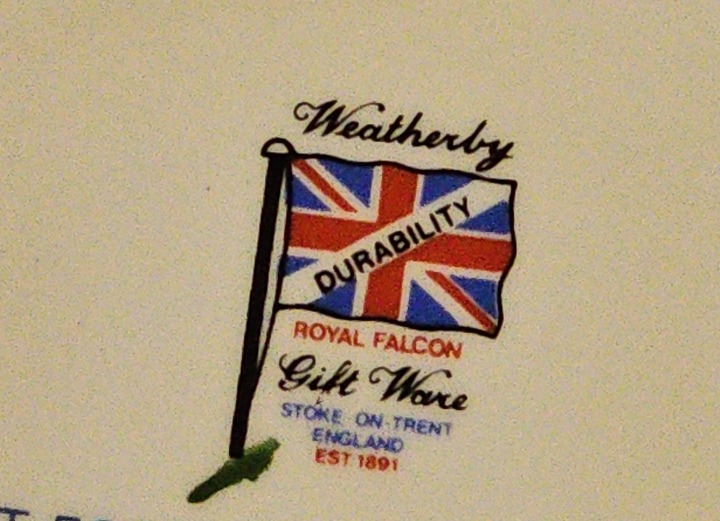 Weatherby
DURABILITY
ROYAL FALCON
Gift Ware
STOKE ON-TRENT
ENGLAND
EST 1891